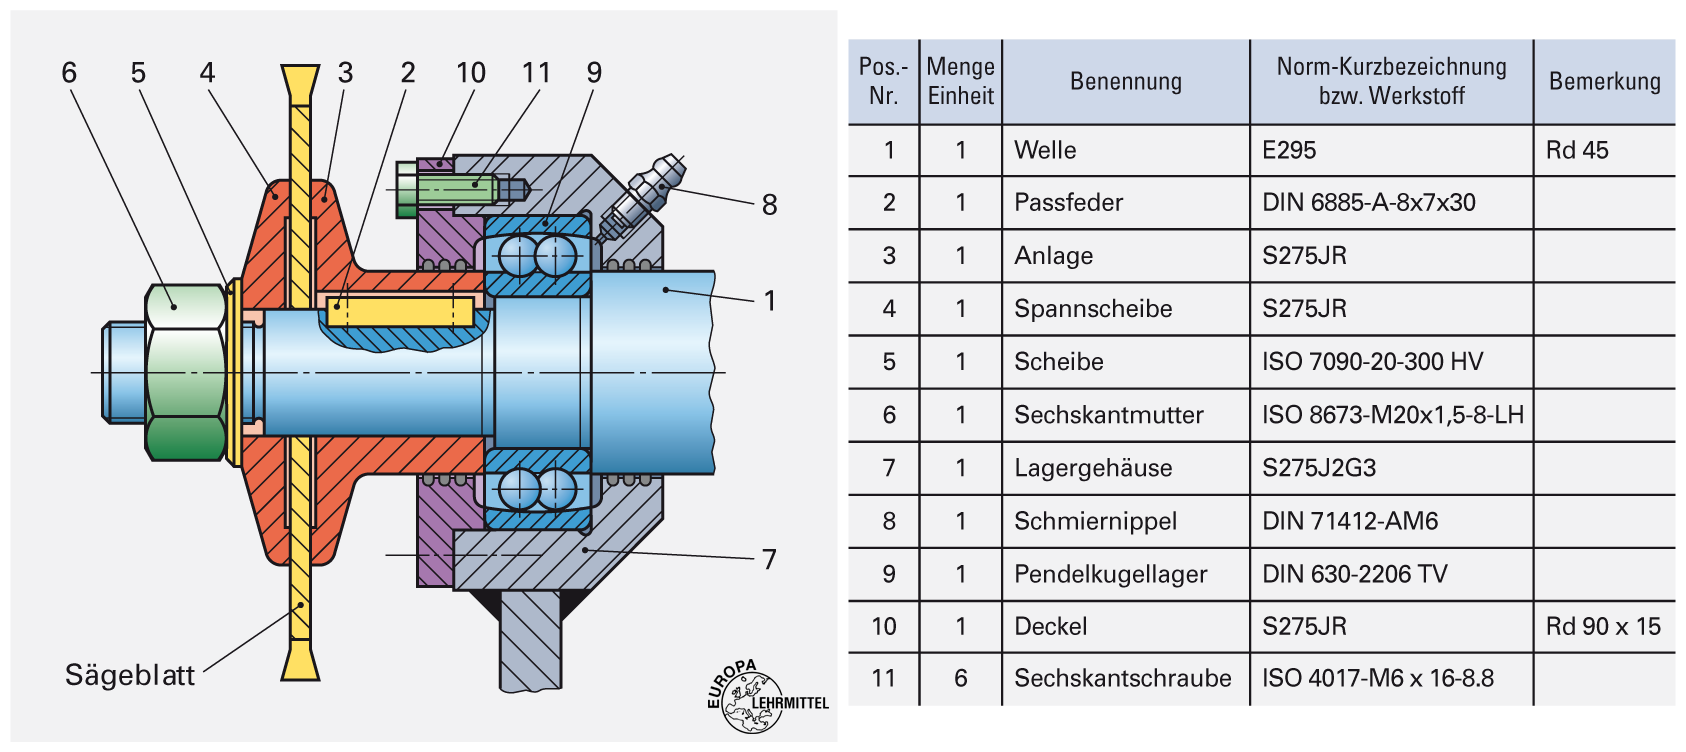 6 5 4 3 2 10 11 9
8
1
7
Sägeblatt
EUROPA
LEHRMITTEL
Pos.-Nr. Menge Einheit Benennung Norm-Kurzbezeichnung bzw. Werkstoff Bemerkung
1 1 Welle E295 Rd 45
2 1 Passfeder DIN 6885-A-8x7x30
3 1 Anlage S275JR
4 1 Spannscheibe S275JR
5 1 Scheibe ISO 7090-20-300 HV
6 1 Sechskantmutter ISO 8673-M20x1,5-8-LH
7 1 Lagergehäuse S275J2G3
8 1 Schmiernippel DIN 71412-AM6
9 1 Pendelkugellager DIN 630-2206 TV
10 1 Deckel S275JR Rd 90 x 15
11 6 Sechskantschraube ISO 4017-M6 x 16-8.8